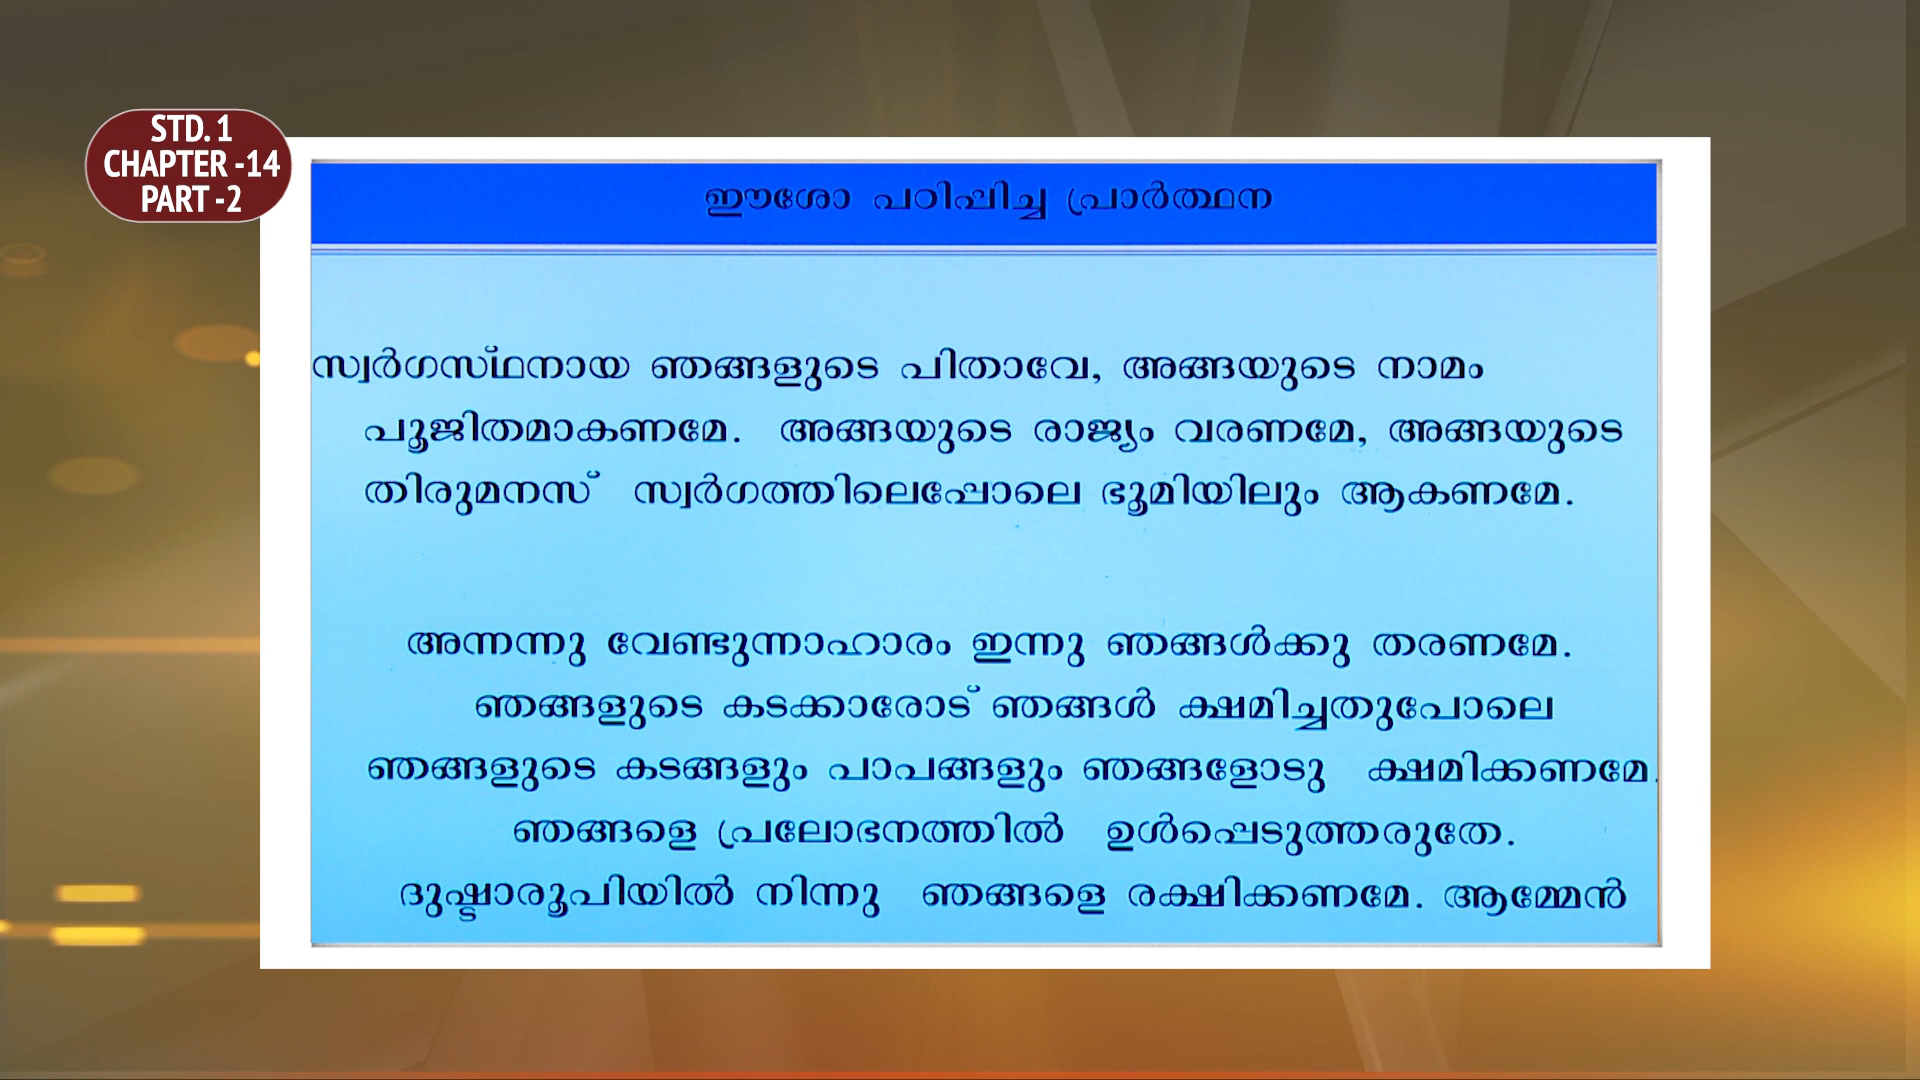 STD. 1
CHAPTER -14
PART -2
ഈശോ പഠിപ്പിച്ച പ്രാർത്ഥന
സ്വർഗസ്ഥനായ ഞങ്ങളുടെ പിതാവേ, അങ്ങയുടെ നാമം
പൂജിതമാകണമേ. അങ്ങയുടെ രാജ്യം വരണമേ, അങ്ങയുടെ
തിരുമനസ് സ്വർഗത്തിലെപ്പോലെ ഭൂമിയിലും ആകണമേ.
അന്നന്നു വേണ്ടുന്നാഹാരം ഇന്നു ഞങ്ങൾക്കു തരണമേ.
ഞങ്ങളുടെ കടക്കാരോട് ഞങ്ങൾ ക്ഷമിച്ചതുപോലെ
ഞങ്ങളുടെ കടങ്ങളും പാപങ്ങളും ഞങ്ങളോടു ക്ഷമിക്കണമേ.
ഞങ്ങളെ പ്രലോഭനത്തിൽ ഉൾപ്പെടുത്തരുതേ.
ദുഷ്ടാരൂപിയിൽ നിന്നു ഞങ്ങളെ രക്ഷിക്കണമേ. ആമ്മേൻ